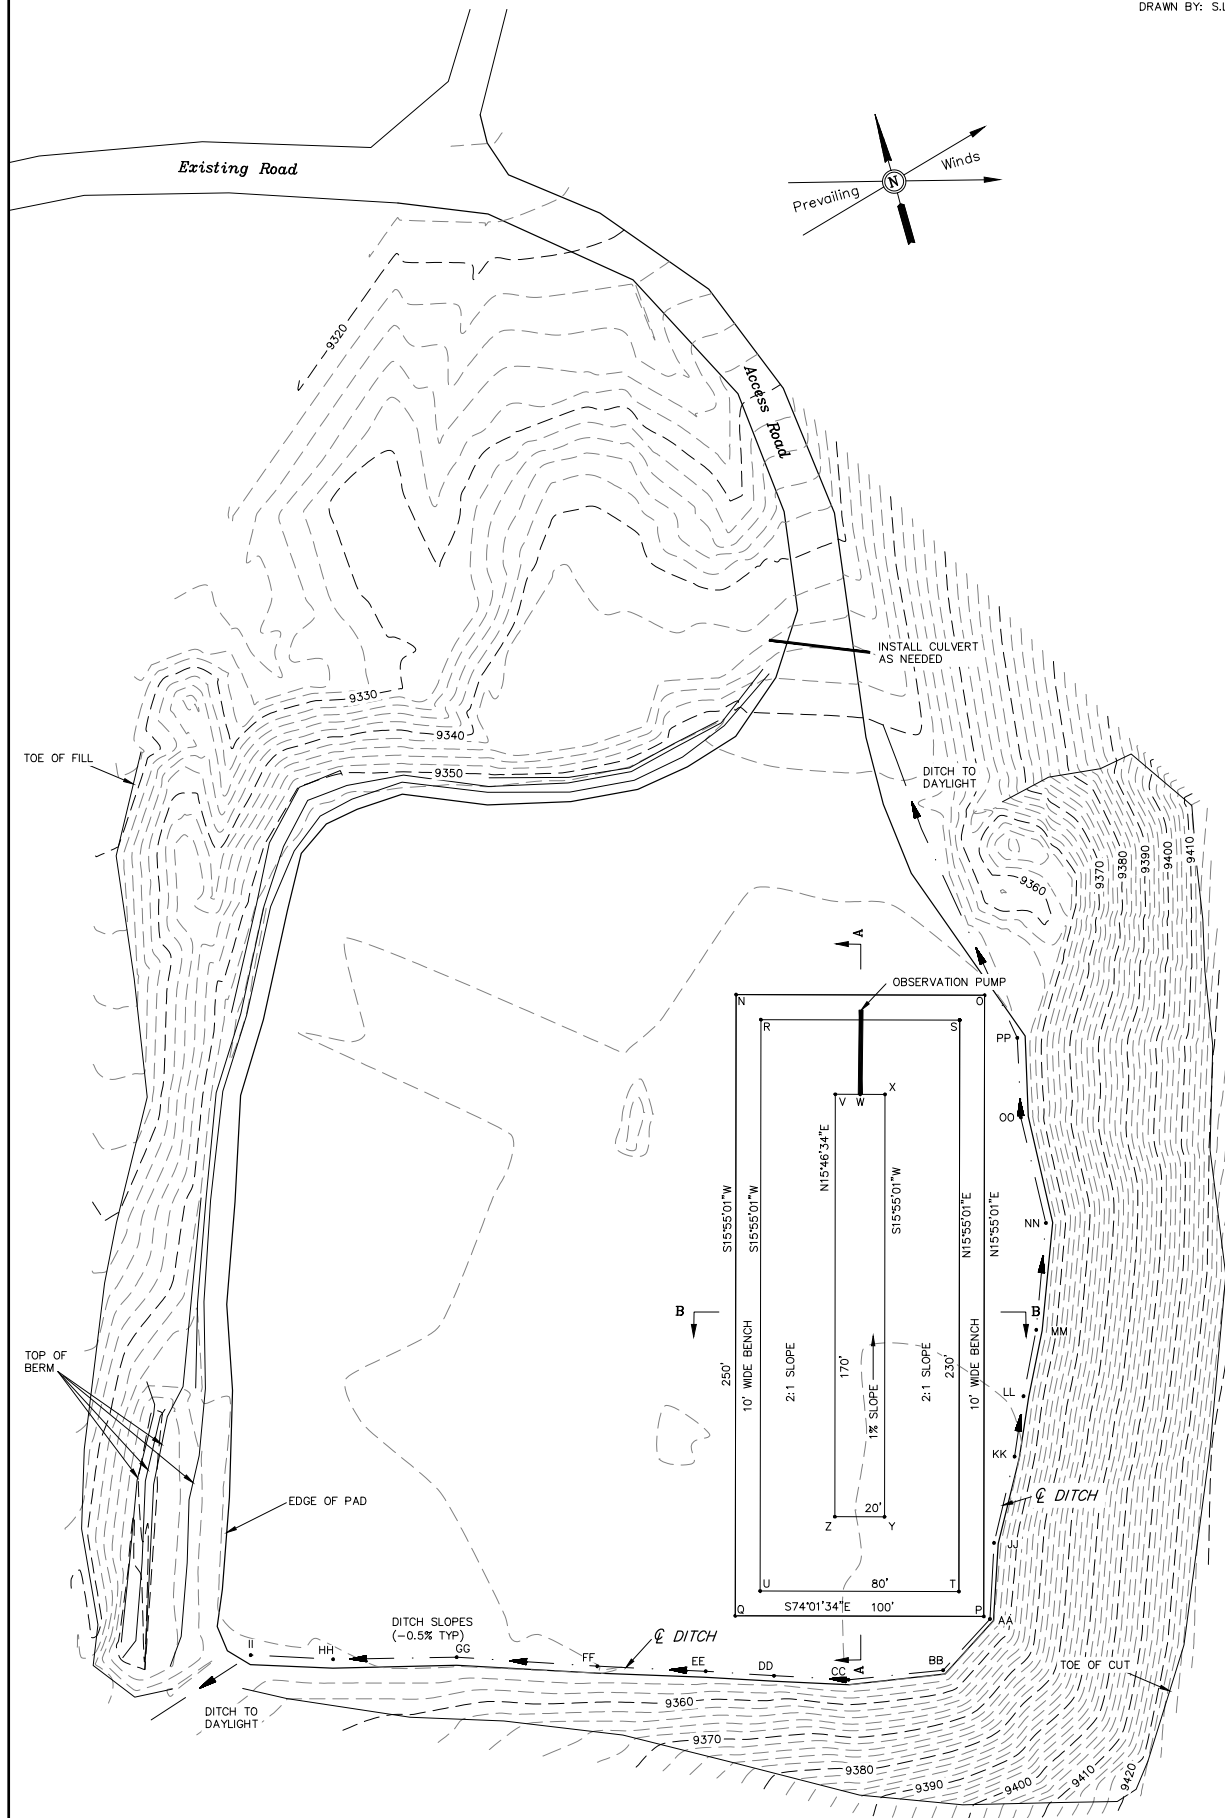 DRAWN BY: S.L
Existing Road
N
Prevailing
Winds
9320
Access Road
INSTALL CULVERT
AS NEEDED
9330
9340
9350
TOE OF FILL
DITCH TO
DAYLIGHT
9360
9370
9380
9390
9400
9410
A
OBSERVATION PUMP
N
O
R
S
PP
V
W
X
OO
N15°46'34"E
S15°55'01"W
S15°55'01"W
S15°55'01"W
N15°55'01"E
N15°55'01"E
NN
B
B
MM
TOP OF
BERM
250'
10' WIDE BENCH
2:1 SLOPE
170'
1% SLOPE
2:1 SLOPE
230'
10' WIDE BENCH
LL
KK
℄ DITCH
EDGE OF PAD
20'
Z
Y
JJ
U
80'
T
Q
S74°01'34"E 100'
P
AA
DITCH SLOPES
(-0.5% TYP)
℄ DITCH
II
HH
GG
FF
EE
DD
CC
A
BB
TOE OF CUT
DITCH TO
DAYLIGHT
9360
9370
9380
9390
9400
9410
9420